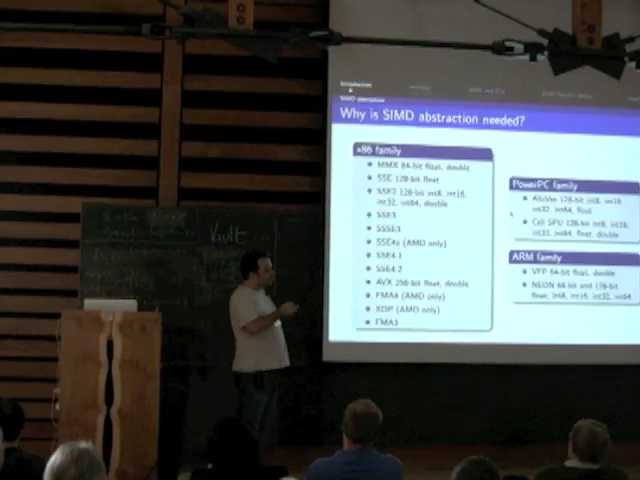 Introduction
SIMD abstraction
Why is SIMD abstraction needed?
x86 family
MMX 64-bit float, double
SSE 128-bit float
SSE2 128-bit int8, int16,
int32, int64, double
SSE3
SSSE3
SSE4a (AMD only)
SSE4.1
SSE4.2
AVX 256-bit float, double
FMA4 (AMD only)
XOP (AMD only)
FMA3
PowerPC family
AltiVec 128-bit int8, int16,
int32, int64, float
Cell SPU 128-bit int8, int16,
int32, int64, float, double
ARM family
VFP 64-bit float, double
NEON 64-bit and 128-bit
float, int8, int16, int32, int64
Vault